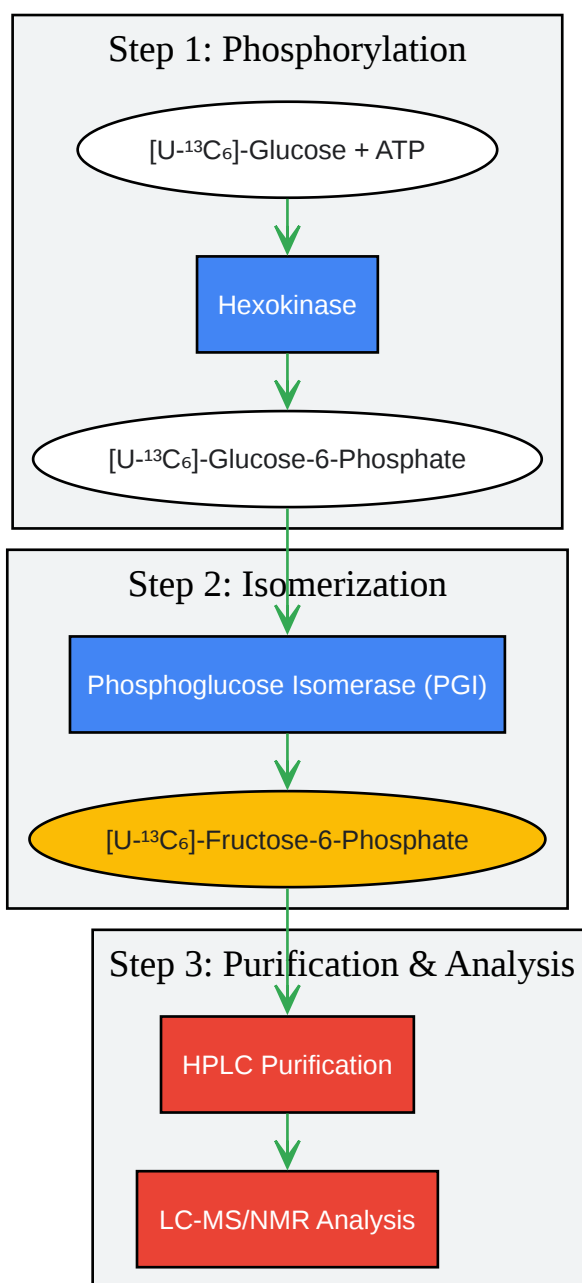 Step 1: Phosphorylation
[U-¹³C₆]-Glucose + ATP
Hexokinase
[U-¹³C₆]-Glucose-6-Phosphate
Step 2: Isomerization
Phosphoglucose Isomerase (PGI)
[U-¹³C₆]-Fructose-6-Phosphate
Step 3: Purification & Analysis
HPLC Purification
LC-MS/NMR Analysis